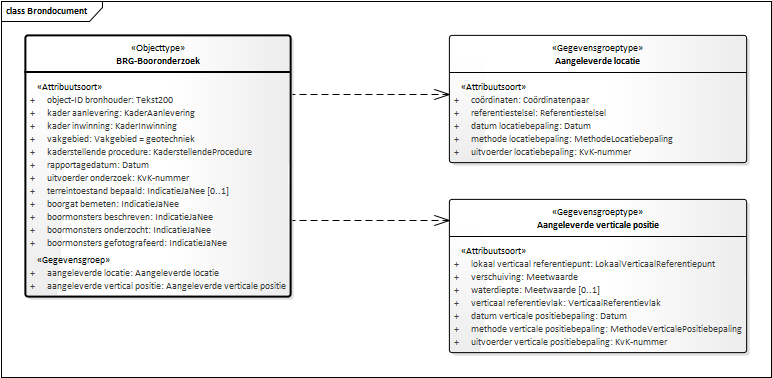 class Brondocument
«Objecttype»
BRG-Booronderzoek
«Attribuutsoort»
+ object-ID bronhouder: Tekst200
+ kader aanlevering: KaderAanlevering
+ kader inwinning: KaderInwinning
+ vakgebied: Vakgebied = geotechniek
+ kaderstellende procedure: KaderstellendeProcedure
+ rapportagedatum: Datum
+ uitvoerder onderzoek: KvK-nummer
+ terreintoestand bepaald: IndicatieJaNee [0..1]
+ boorgat bemeten: IndicatieJaNee
+ boormonsters beschreven: IndicatieJaNee
+ boormonsters onderzocht: IndicatieJaNee
+ boormonsters gefotografeerd: IndicatieJaNee
«Gegevensgroep»
+ aangeleverde locatie: Aangeleverde locatie
+ aangeleverde vertical positie: Aangeleverde verticale positie
«Gegevensgroeptype»
Aangeleverde locatie
«Attribuutsoort»
+ coördinaten: Coördinatenpaar
+ referentiestelsel: Referentiestelsel
+ datum locatiebepaling: Datum
+ methode locatiebepaling: MethodeLocatiebepaling
+ uitvoerder locatiebepaling: KvK-nummer
«Gegevensgroeptype»
Aangeleverde verticale positie
«Attribuutsoort»
+ lokaal verticaal referentiepunt: LokaalVerticaalReferentiepunt
+ verschuiving: Meetwaarde
+ waterdiepte: Meetwaarde [0..1]
+ verticaal referentievlak: VerticaalReferentievlak
+ datum verticale positiebepaling: Datum
+ methode verticale positiebepaling: MethodeVerticalePositiebepaling
+ uitvoerder verticale positiebepaling: KvK-nummer